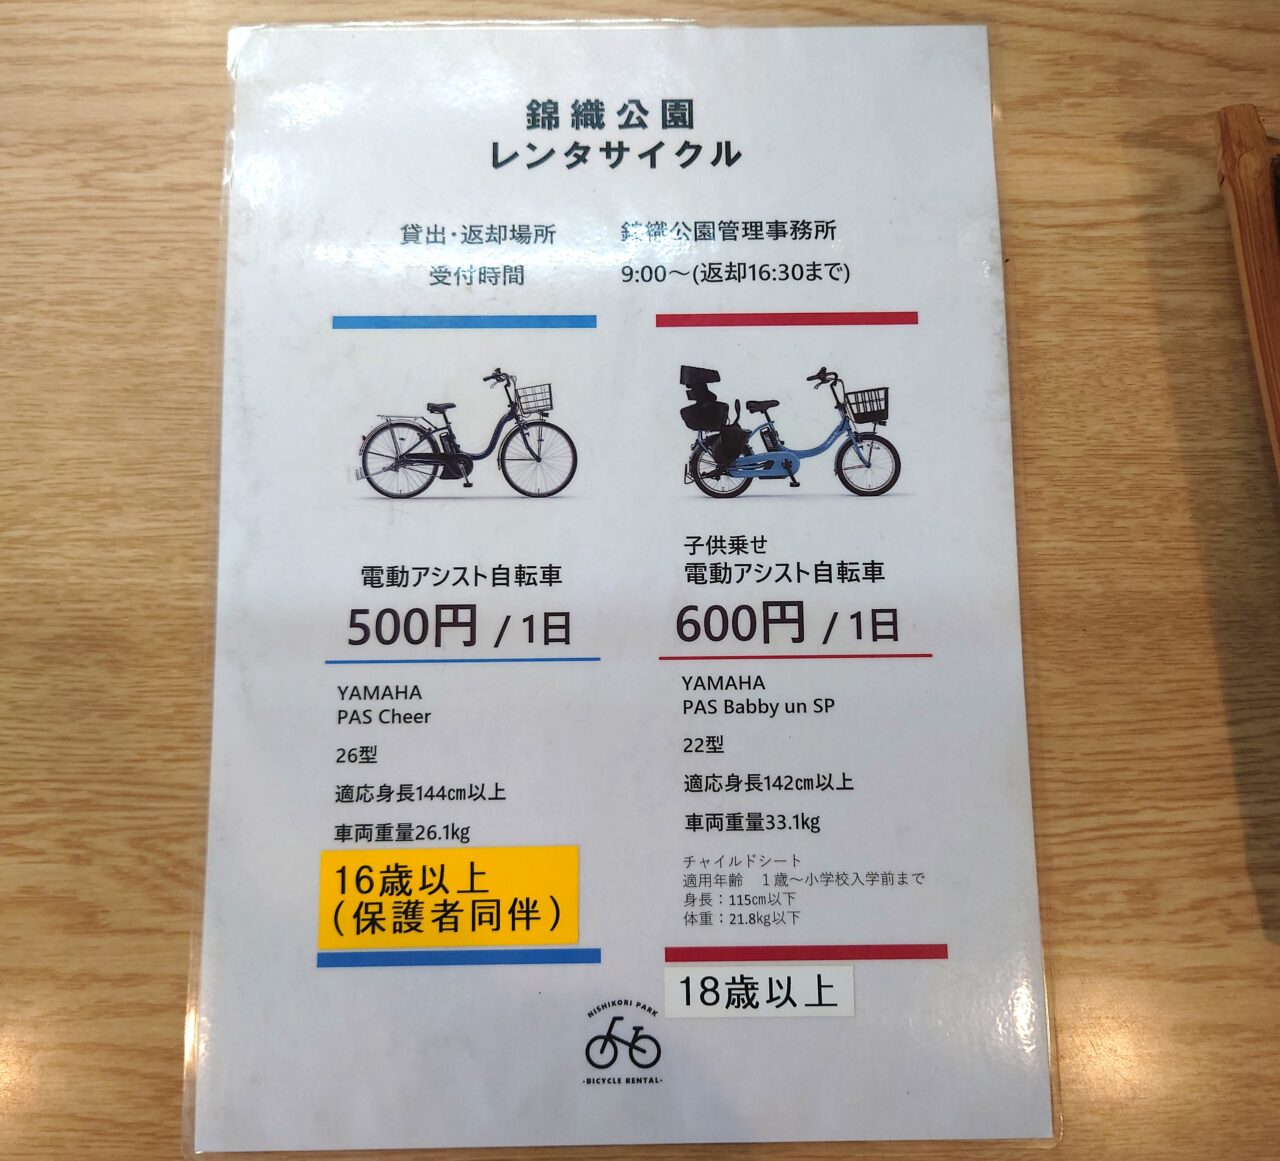 錦織公園
レンタサイクル
貸出・返却場所 錦織公園管理事務所
受付時間 9:00～(返却16:30まで)
電動アシスト自転車
500円 / 1日
YAMAHA
PAS Cheer
26型
適応身長144㎝以上
車両重量26.1㎏
16歳以上
(保護者同伴)
子供乗せ
電動アシスト自転車
600円 / 1日
YAMAHA
PAS Babby un SP
22型
適応身長142㎝以上
車両重量33.1㎏
チャイルドシート
適用年齢　1歳～小学校入学前まで
身長：115㎝以下
体重：21.8㎏以下
18歳以上
NISHIKORI PARK
・BICYCLE RENTAL・